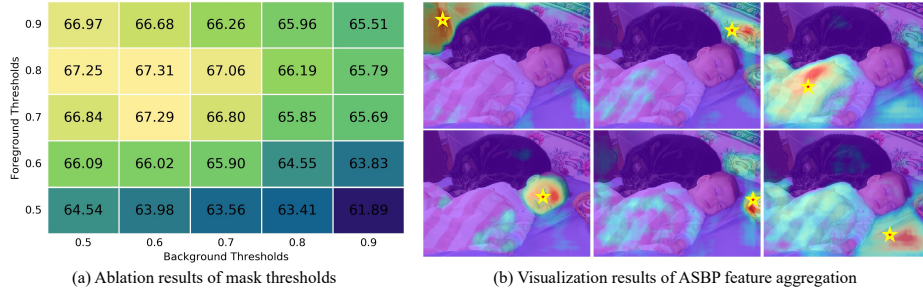 0.9 66.97 66.68 66.26 65.96 65.51
0.8 67.25 67.31 67.06 66.19 65.79
0.7 66.84 67.29 66.80 65.85 65.69
0.6 66.09 66.02 65.90 64.55 63.83
0.5 64.54 63.98 63.56 63.41 61.89
Foreground Thresholds
0.5 0.6 0.7 0.8 0.9
Background Thresholds
(a) Ablation results of mask thresholds
(b) Visualization results of ASBP feature aggregation